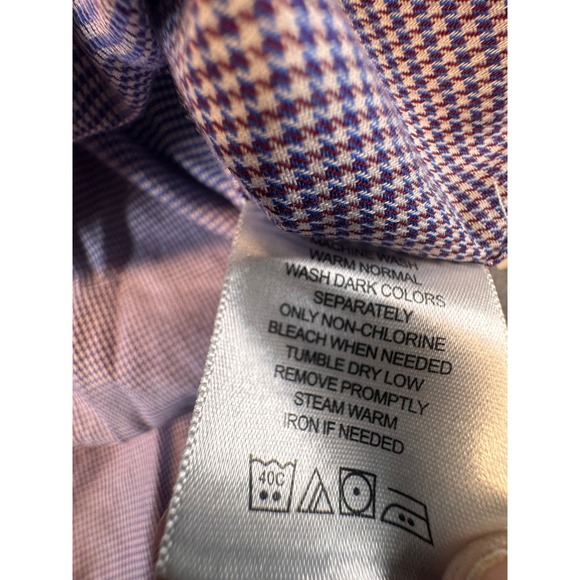 MACHINE WASH
WARM NORMAL
WASH DARK COLORS
SEPARATELY
ONLY NON-CHLORINE
BLEACH WHEN NEEDED
TUMBLE DRY LOW
REMOVE PROMPTLY
STEAM WARM
IRON IF NEEDED
40C